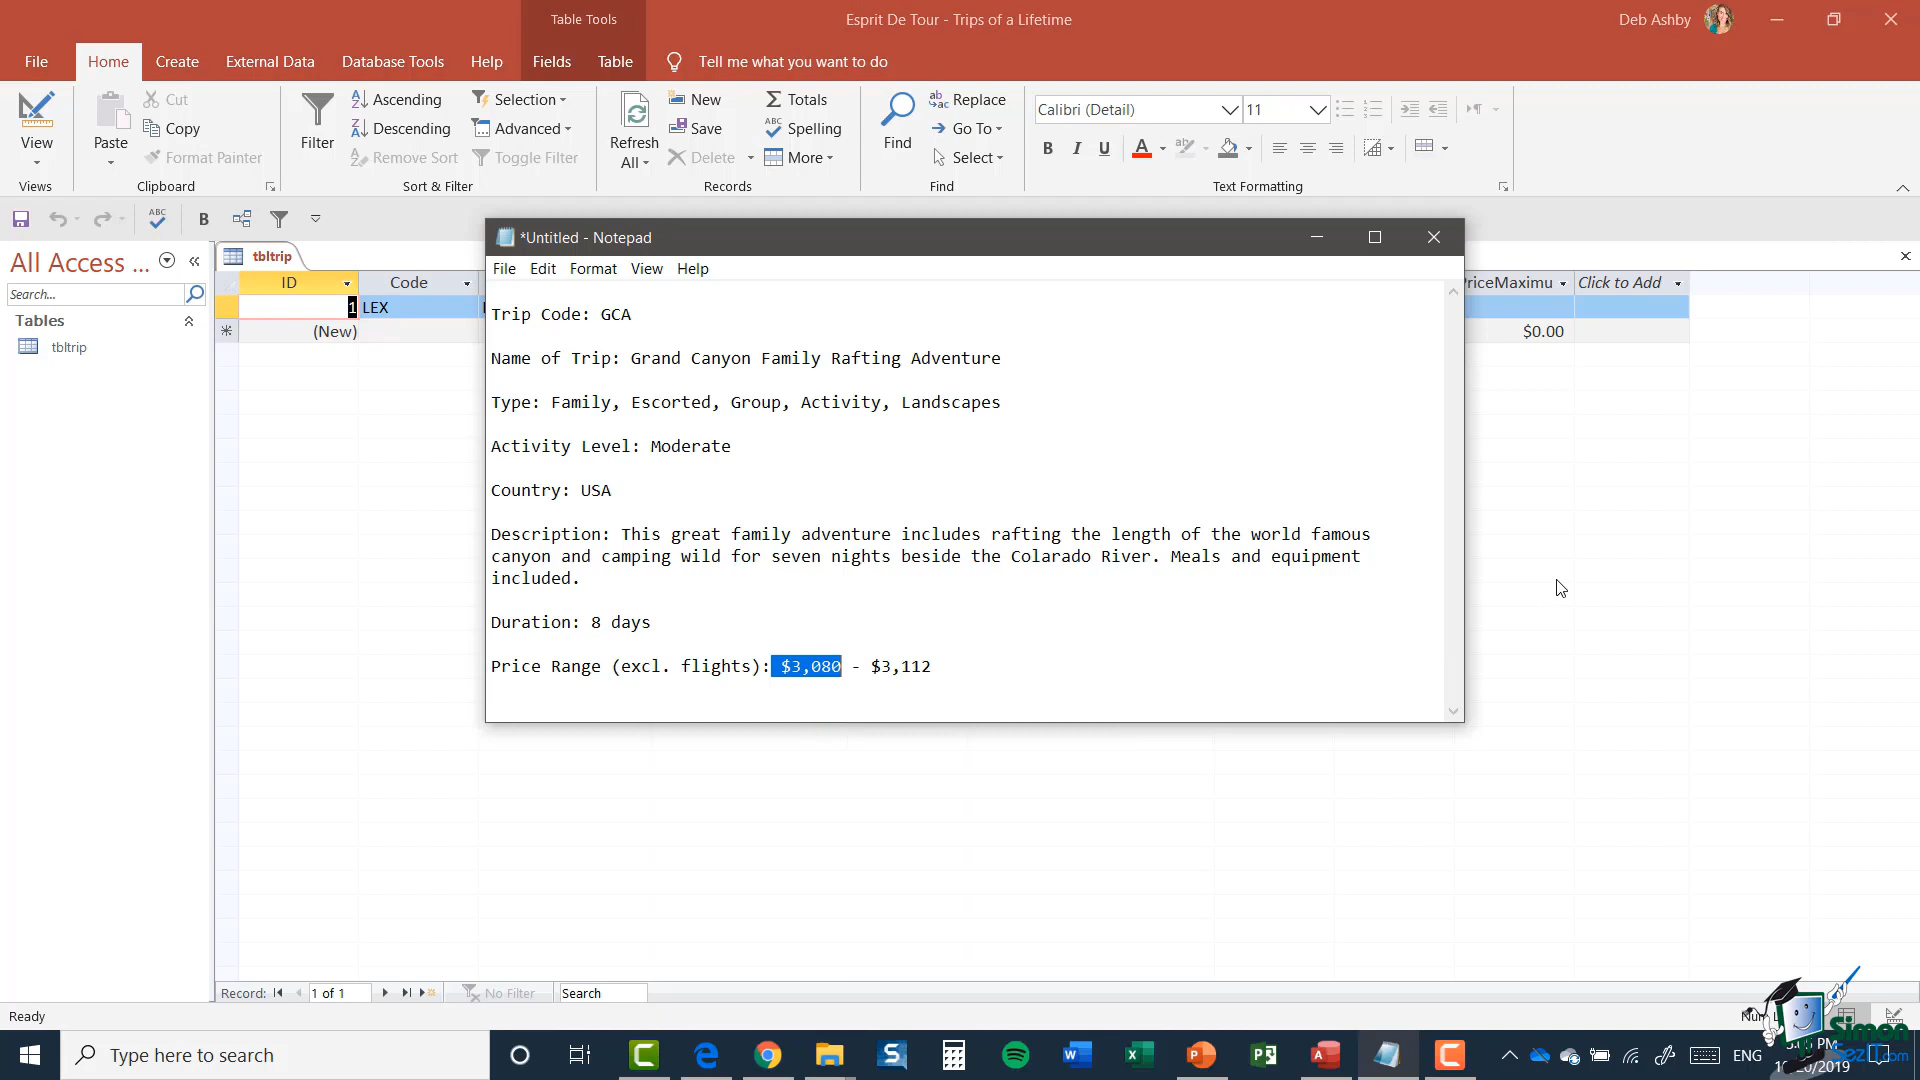 Table Tools
Esprit De Tour - Trips of a Lifetime
Deb Ashby
File Home Create External Data Database Tools Help Fields Table Tell me what you want to do
View
Views
Paste
Cut
Copy
Format Painter
Clipboard
Filter
Ascending
Descending
Remove Sort
Selection
Advanced
Toggle Filter
Sort & Filter
Refresh
All
New
Save
Delete
Totals
Spelling
More
Records
Find
Replace
Go To
Select
Find
Calibri (Detail) 11
B I U A
Text Formatting
ABC B
All Access ...
Search...
Tables
tbltrip
tbltrip
ID Code
1 LEX
(New)
PriceMaximu Click to Add
$0.00
*Untitled - Notepad
File Edit Format View Help
Trip Code: GCA
Name of Trip: Grand Canyon Family Rafting Adventure
Type: Family, Escorted, Group, Activity, Landscapes
Activity Level: Moderate
Country: USA
Description: This great family adventure includes rafting the length of the world famous
canyon and camping wild for seven nights beside the Colarado River. Meals and equipment
included.
Duration: 8 days
Price Range (excl. flights): $3,080 - $3,112
Record: 1 of 1 No Filter Search
Ready
Simon
SezIT.com
Type here to search
ENG